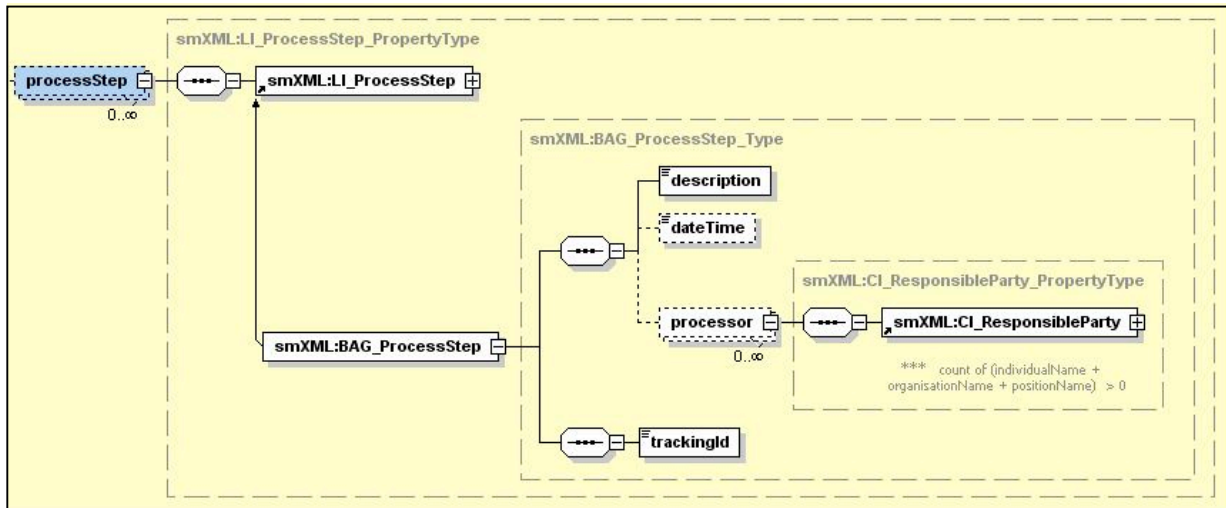 smXML:LI_ProcessStep_PropertyType
processStep
smXML:LI_ProcessStep
0..∞
smXML:BAG_ProcessStep_Type
description
dateTime
smXML:CI_ResponsibleParty_PropertyType
processor
smXML:CI_ResponsibleParty
0..∞
smXML:BAG_ProcessStep
*** count of (individualName +
organisationName + positionName) > 0
trackingId